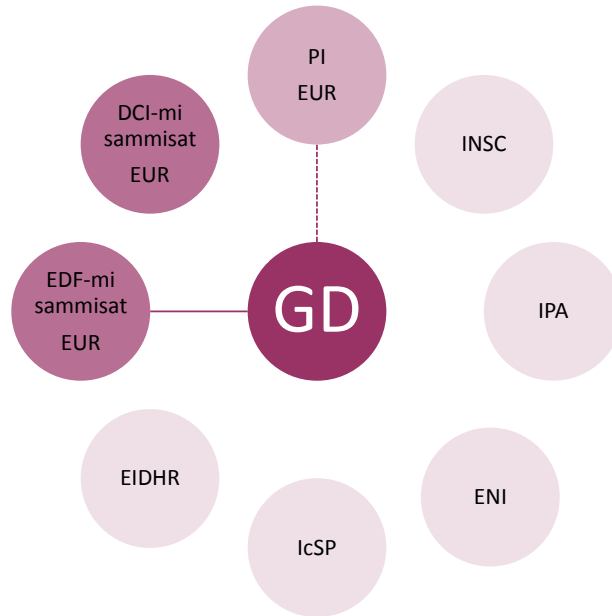 PI
EUR
DCI-mi
sammisat
EUR
INSC
EDF-mi
sammisat
EUR
GD
IPA
EIDHR
ENI
IcSP